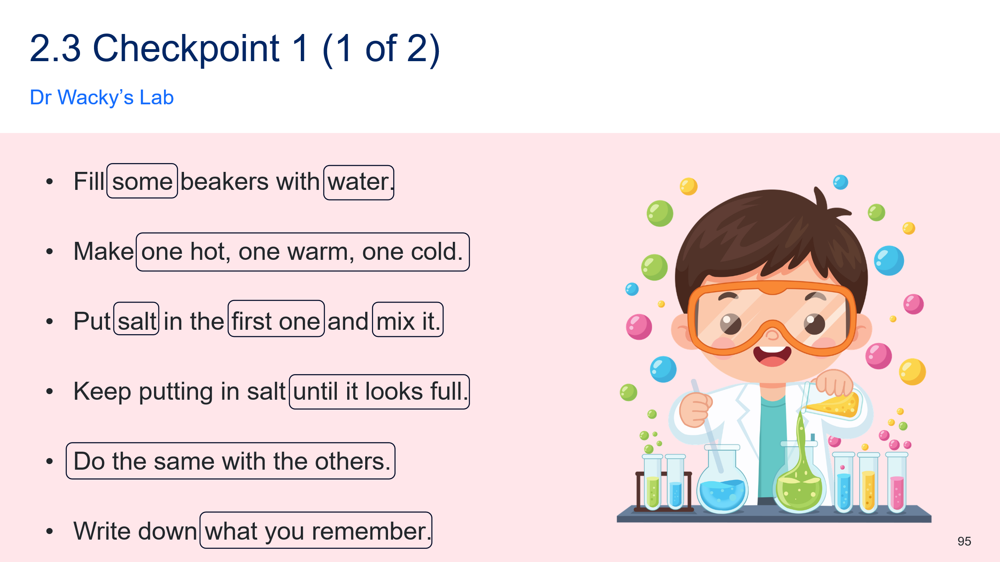 2.3 Checkpoint 1 (1 of 2)
Dr Wacky’s Lab
• Fill some beakers with water.
• Make one hot, one warm, one cold.
• Put salt in the first one and mix it.
• Keep putting in salt until it looks full.
• Do the same with the others.
• Write down what you remember.
95